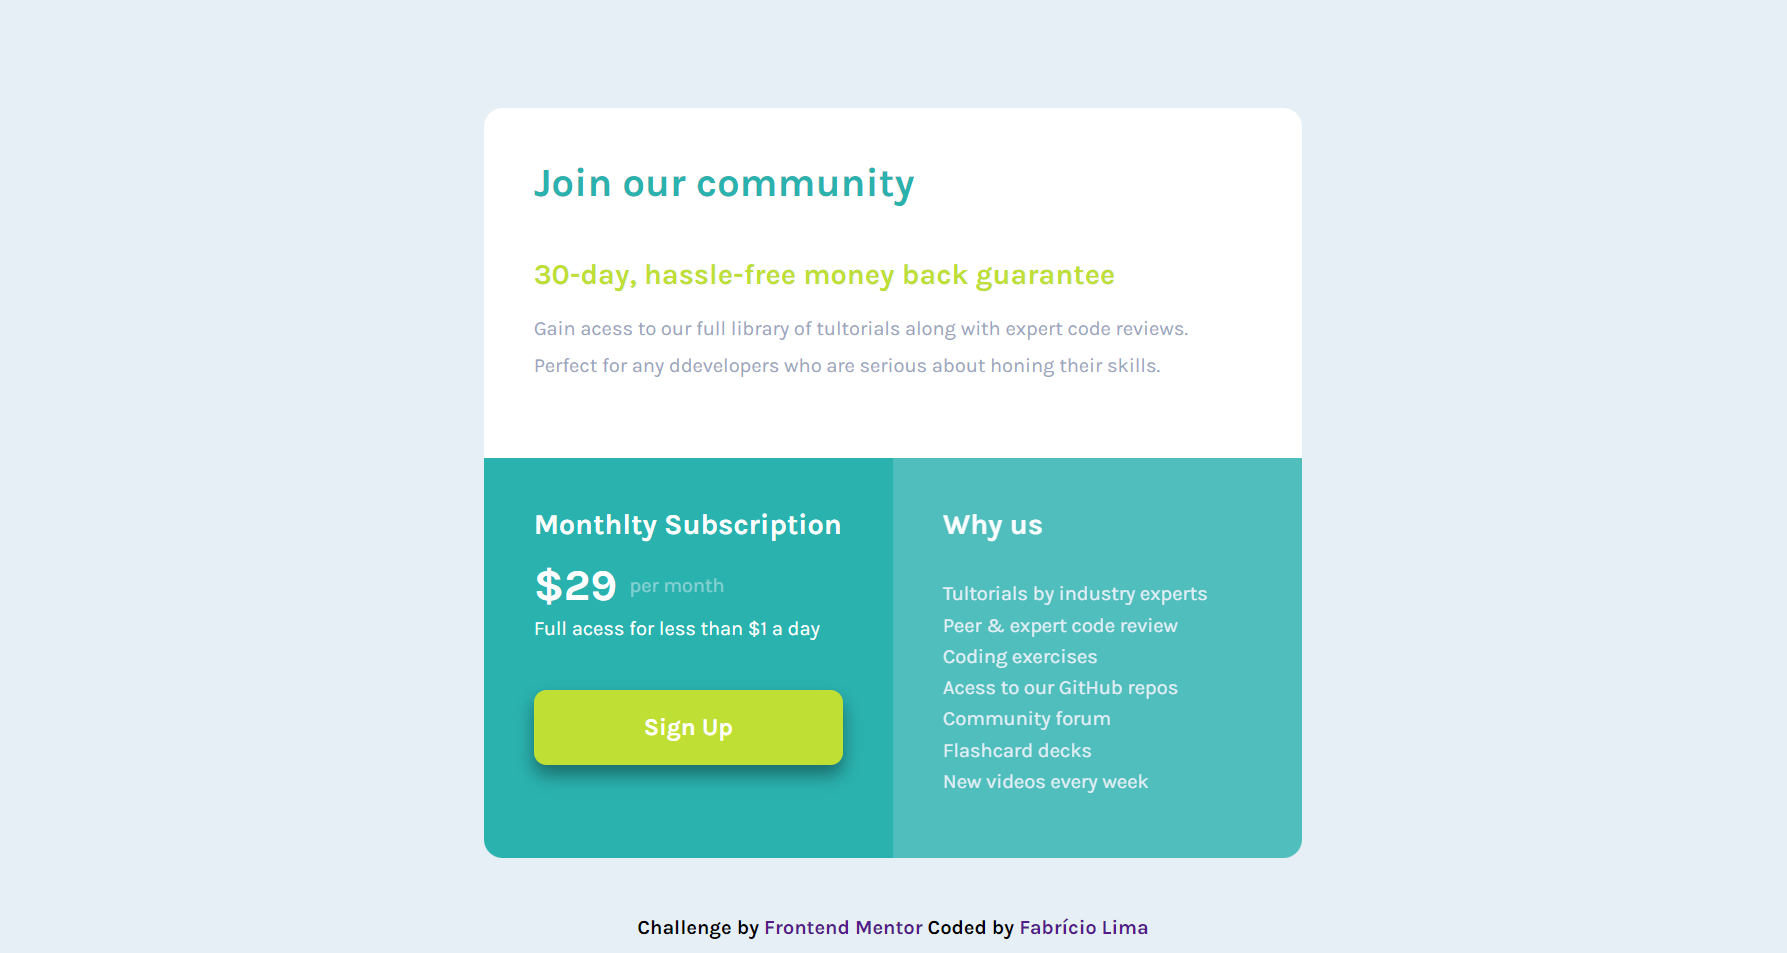 Join our community
30-day, hassle-free money back guarantee
Gain acess to our full library of tultorials along with expert code reviews.
Perfect for any ddevelopers who are serious about honing their skills.
Monthlty Subscription
$29 per month
Full acess for less than $1 a day
Sign Up
Why us
Tultorials by industry experts
Peer & expert code review
Coding exercises
Acess to our GitHub repos
Community forum
Flashcard decks
New videos every week
Challenge by Frontend Mentor Coded by Fabrício Lima